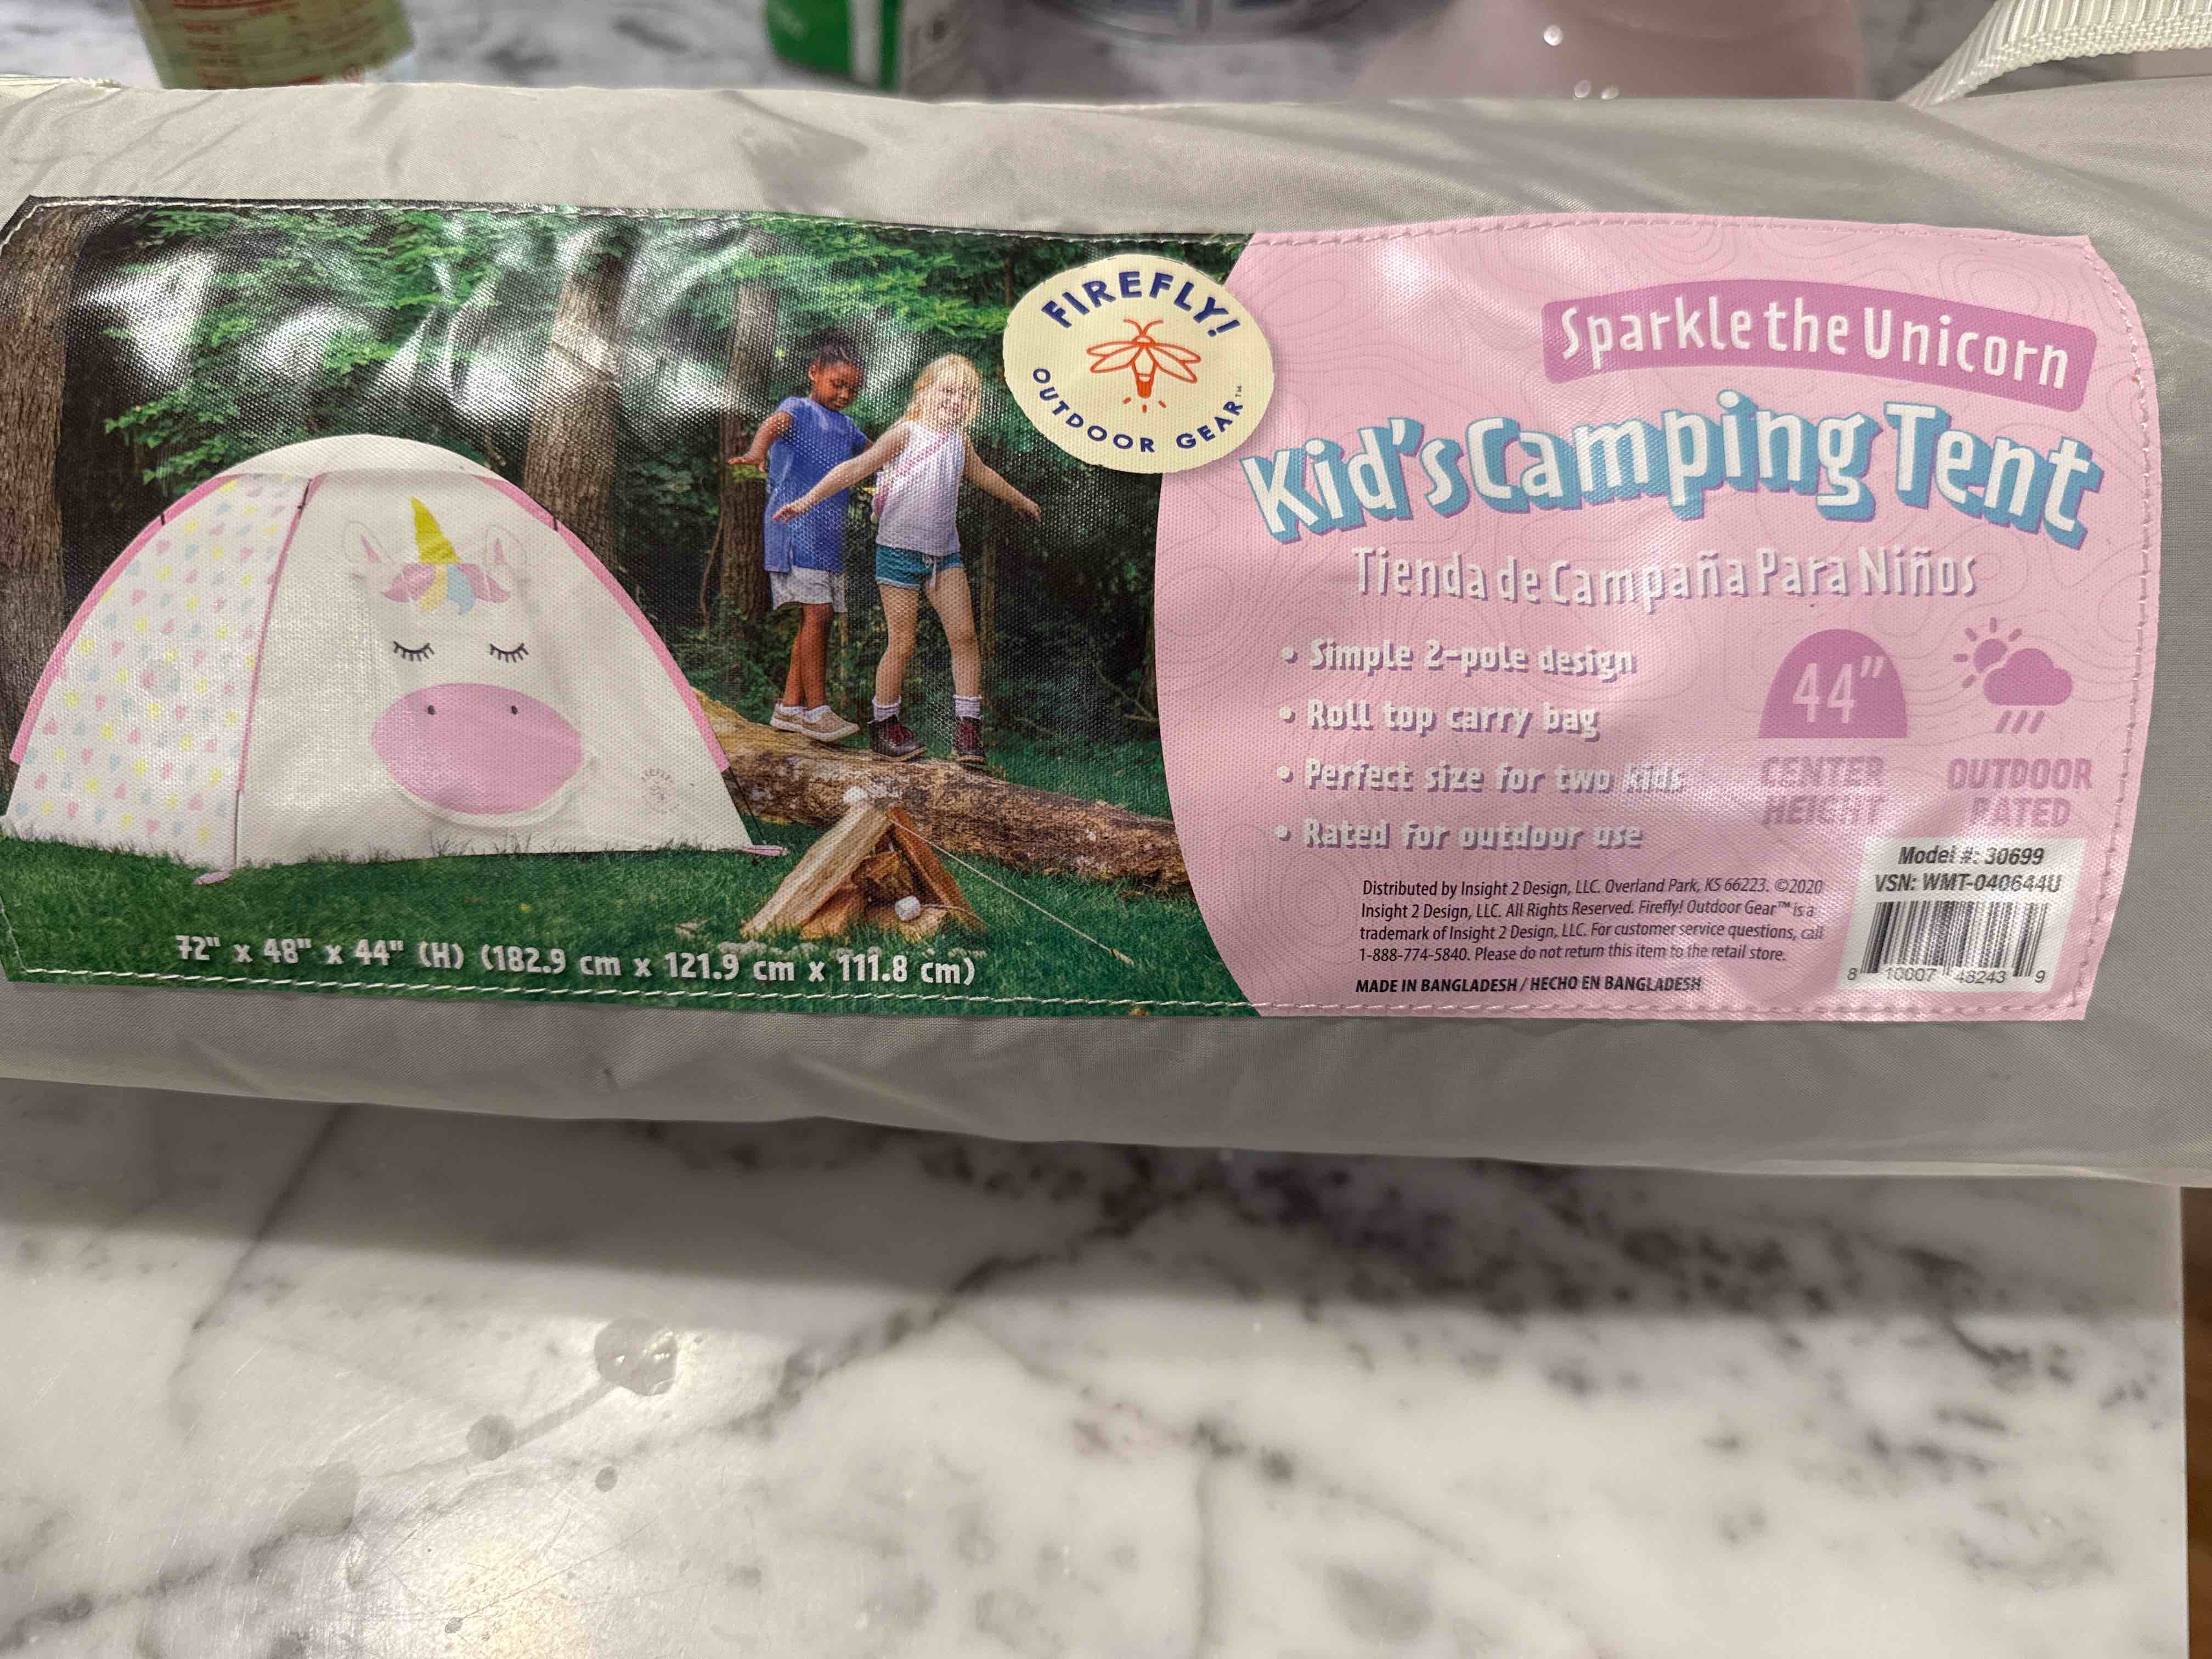 FIREFLY!
OUTDOOR GEAR™
Sparkle the Unicorn
Kid's Camping Tent
Tienda de Campaña Para Niños
• Simple 2-pole design
• Roll top carry bag
• Perfect size for two kids
• Rated for outdoor use
44"
CENTER
HEIGHT
OUTDOOR
RATED
72" x 48" x 44" (H) (182.9 cm x 121.9 cm x 111.8 cm)
Distributed by Insight 2 Design, LLC. Overland Park, KS 66223. ©2020
Insight 2 Design, LLC. All Rights Reserved. Firefly! Outdoor Gear™ is a
trademark of Insight 2 Design, LLC. For customer service questions, call
1-888-774-5840. Please do not return this item to the retail store.
MADE IN BANGLADESH / HECHO EN BANGLADESH
Model #: 30699
VSN: WMT-040644U
8 10007 48243 9